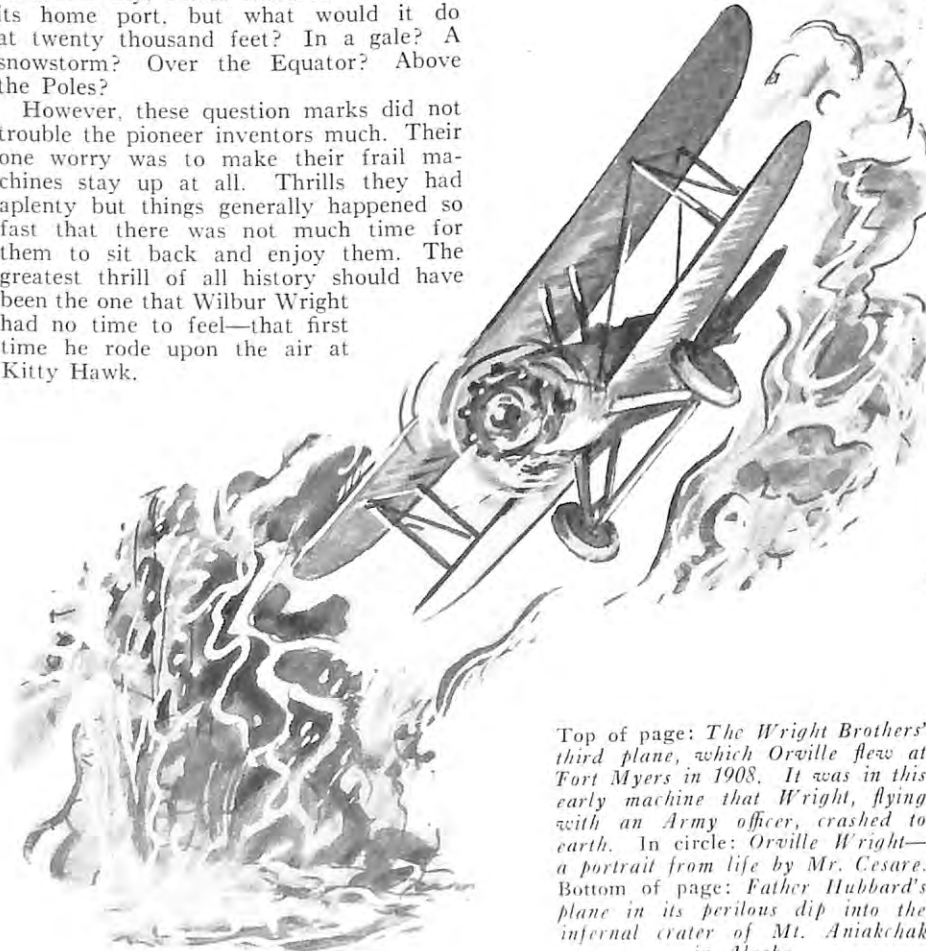 its home port, but what would it do
at twenty thousand feet? In a gale? A
snowstorm? Over the Equator? Above
the Poles?
However, these question marks did not
trouble the pioneer inventors much. Their
one worry was to make their frail ma-
chines stay up at all. Thrills they had
aplenty but things generally happened so
fast that there was not much time for
them to sit back and enjoy them. The
greatest thrill of all history should have
been the one that Wilbur Wright
had no time to feel—that first
time he rode upon the air at
Kitty Hawk.
Top of page: The Wright Brothers'
third plane, which Orville flew at
Fort Myers in 1908. It was in this
early machine that Wright, flying
with an Army officer, crashed to
earth. In circle: Orville Wright—
a portrait from life by Mr. Cesare.
Bottom of page: Father Hubbard's
plane in its perilous dip into the
infernal crater of Mt. Aniakchak